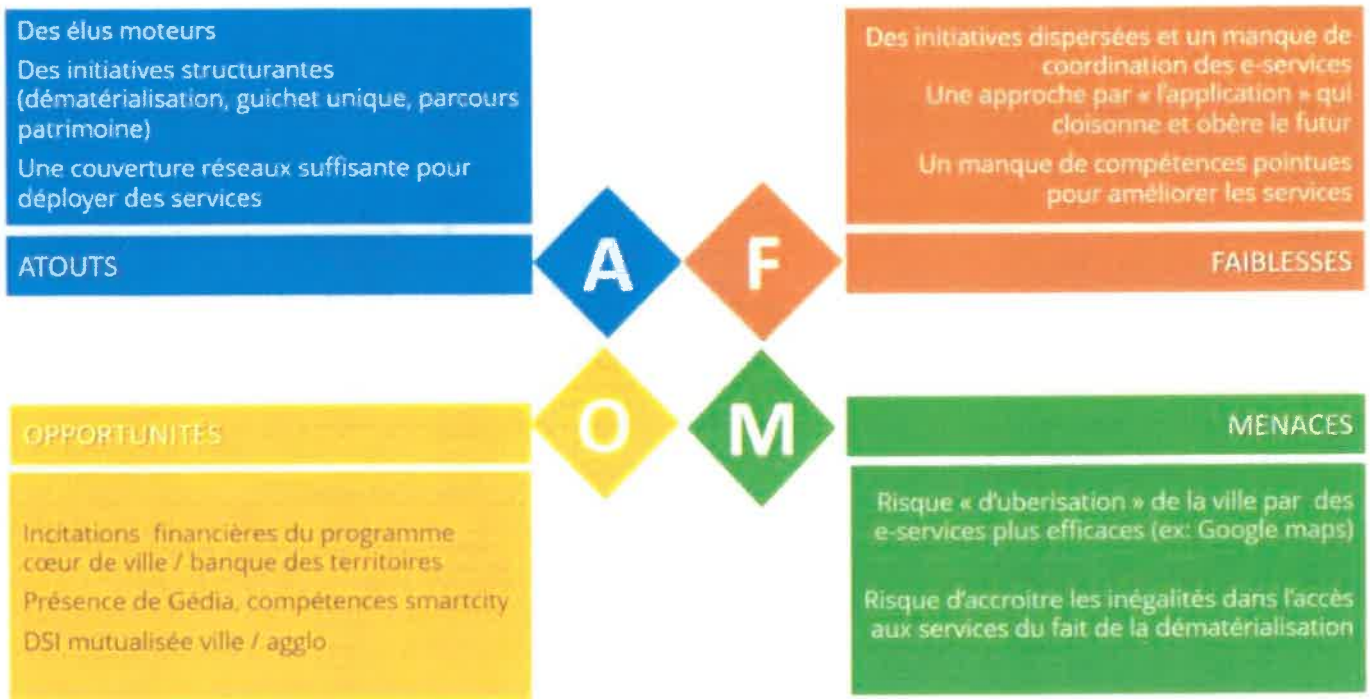 Des élus moteurs
Des initiatives structurantes
(dématérialisation, guichet unique, parcours
patrimoine)
Une couverture réseaux suffisante pour
déployer des services
ATOUTS
A
Des initiatives dispersées et un manque de
coordination des e-services
Une approche par « l'application » qui
cloisonne et obère le futur
Un manque de compétences pointues
pour améliorer les services
F
FAIBLESSES
OPPORTUNITÉS
O
Incitations financières du programme
cœur de ville / banque des territoires
Présence de Gédia, compétences smartcity
DSI mutualisée ville / agglo
M
MENACES
Risque « d'uberisation » de la ville par des
e-services plus efficaces (ex: Google maps)
Risque d'accroitre les inégalités dans l'accès
aux services du fait de la dématérialisation